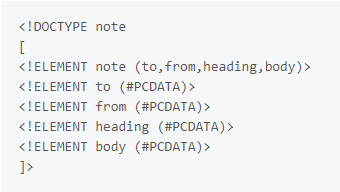 <!DOCTYPE note
[
<!ELEMENT note (to,from,heading,body)>
<!ELEMENT to (#PCDATA)>
<!ELEMENT from (#PCDATA)>
<!ELEMENT heading (#PCDATA)>
<!ELEMENT body (#PCDATA)>
]>